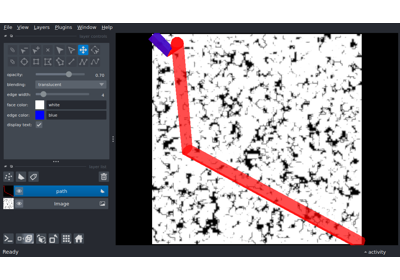 File View Layers Plugins Window Help
opacity: 0.70
blending: translucent
edge width: 4
face color: white
edge color: blue
display text: ✓
path
Image
Ready
activity